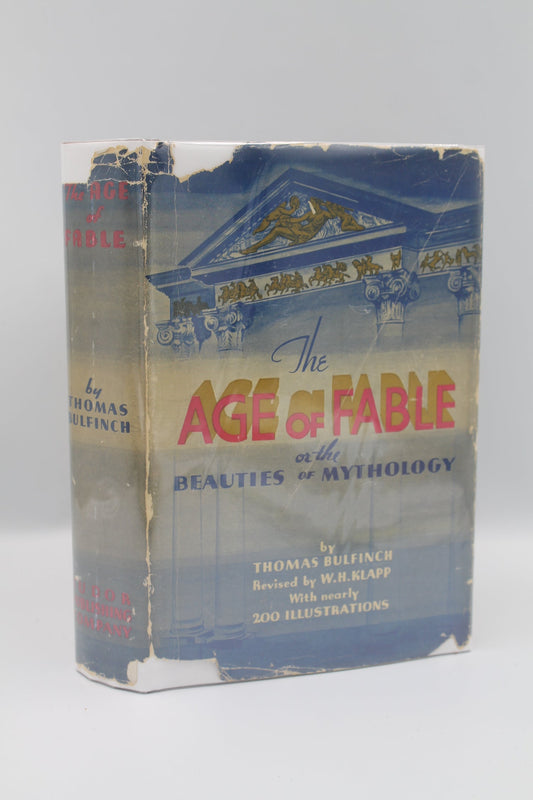 The AGE
of
FABLE
by
THOMAS
BULFINCH
The
AGE OF FABLE
or the
BEAUTIES OF MYTHOLOGY
by
THOMAS BULFINCH
Revised by W.H. KLAPP
With nearly
200 ILLUSTRATIONS